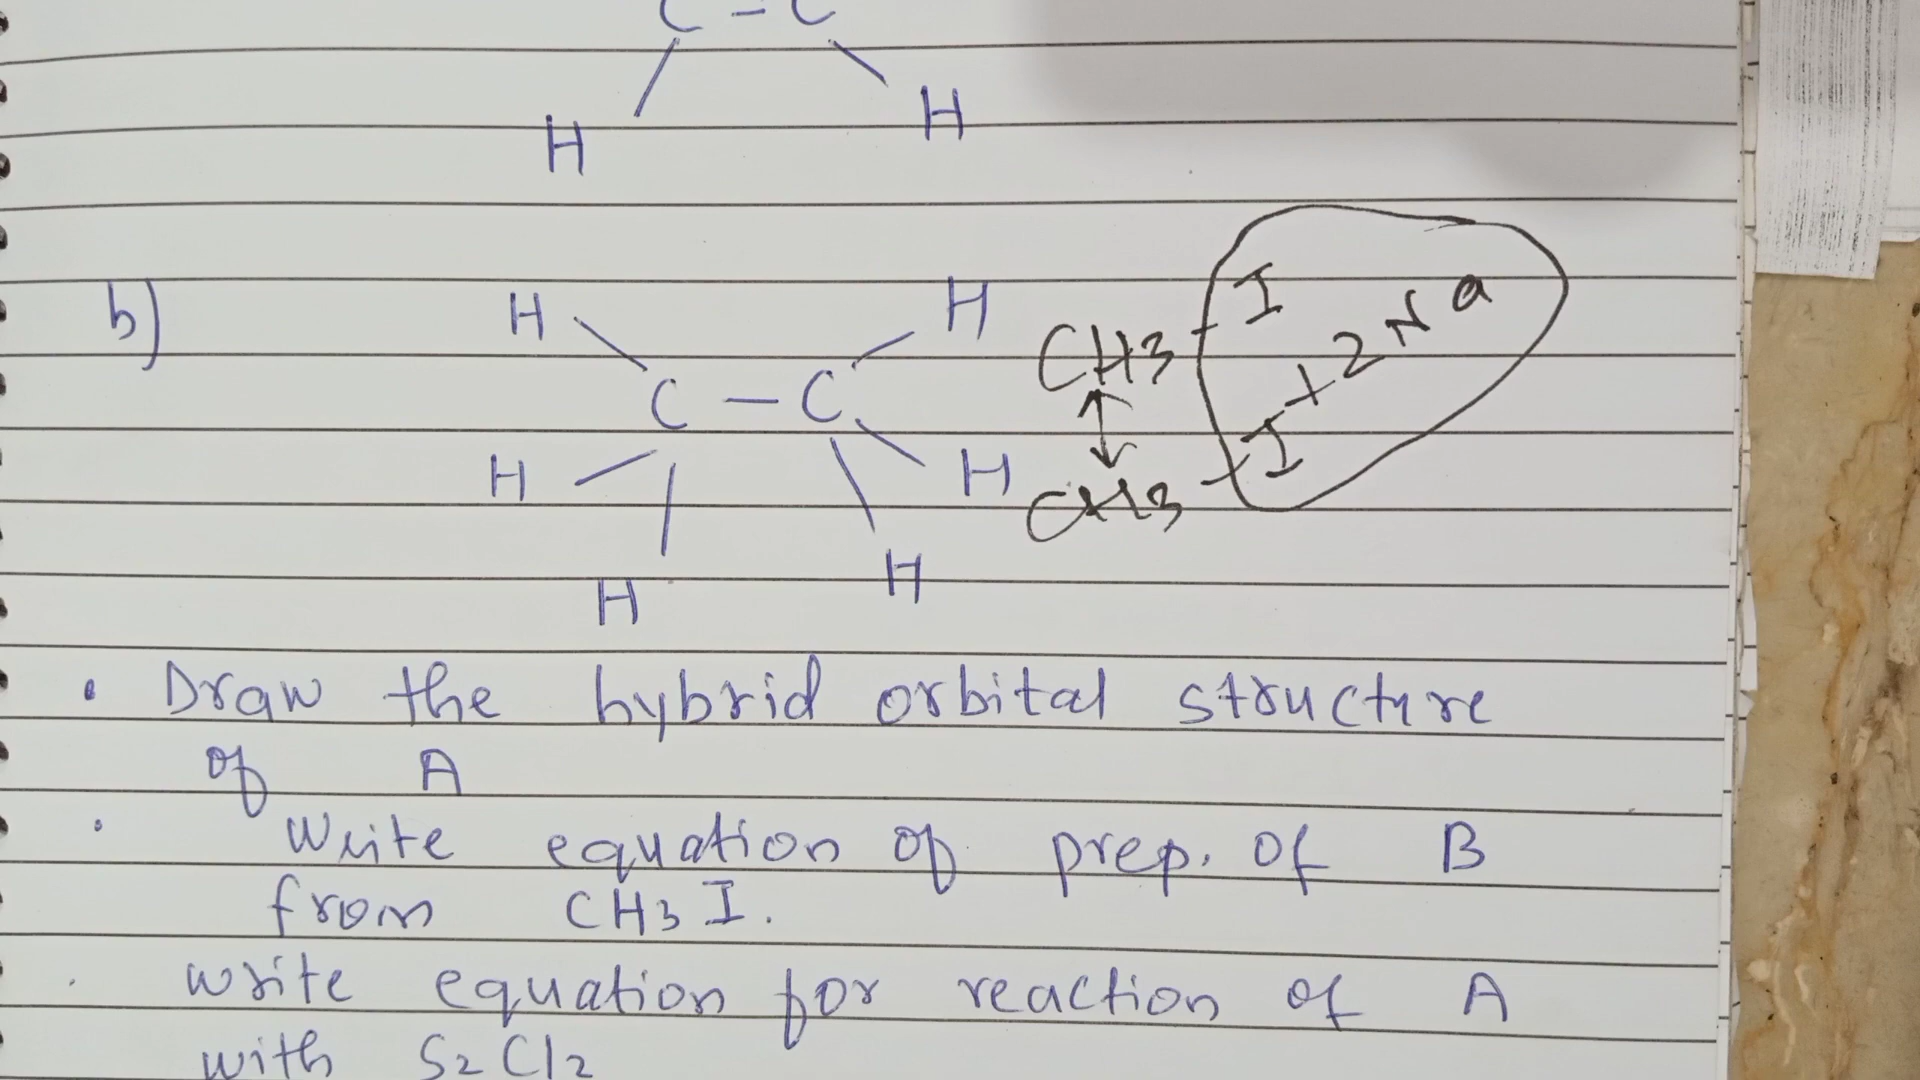 C = C
H H
b)
H H
C — C
H H
H H
CH3 - I
+ 2Na
CH3 - I
• Draw the hybrid orbital structure
of A
• Write equation of prep. of B
from CH3 I.
. write equation for reaction of A
with S2Cl2